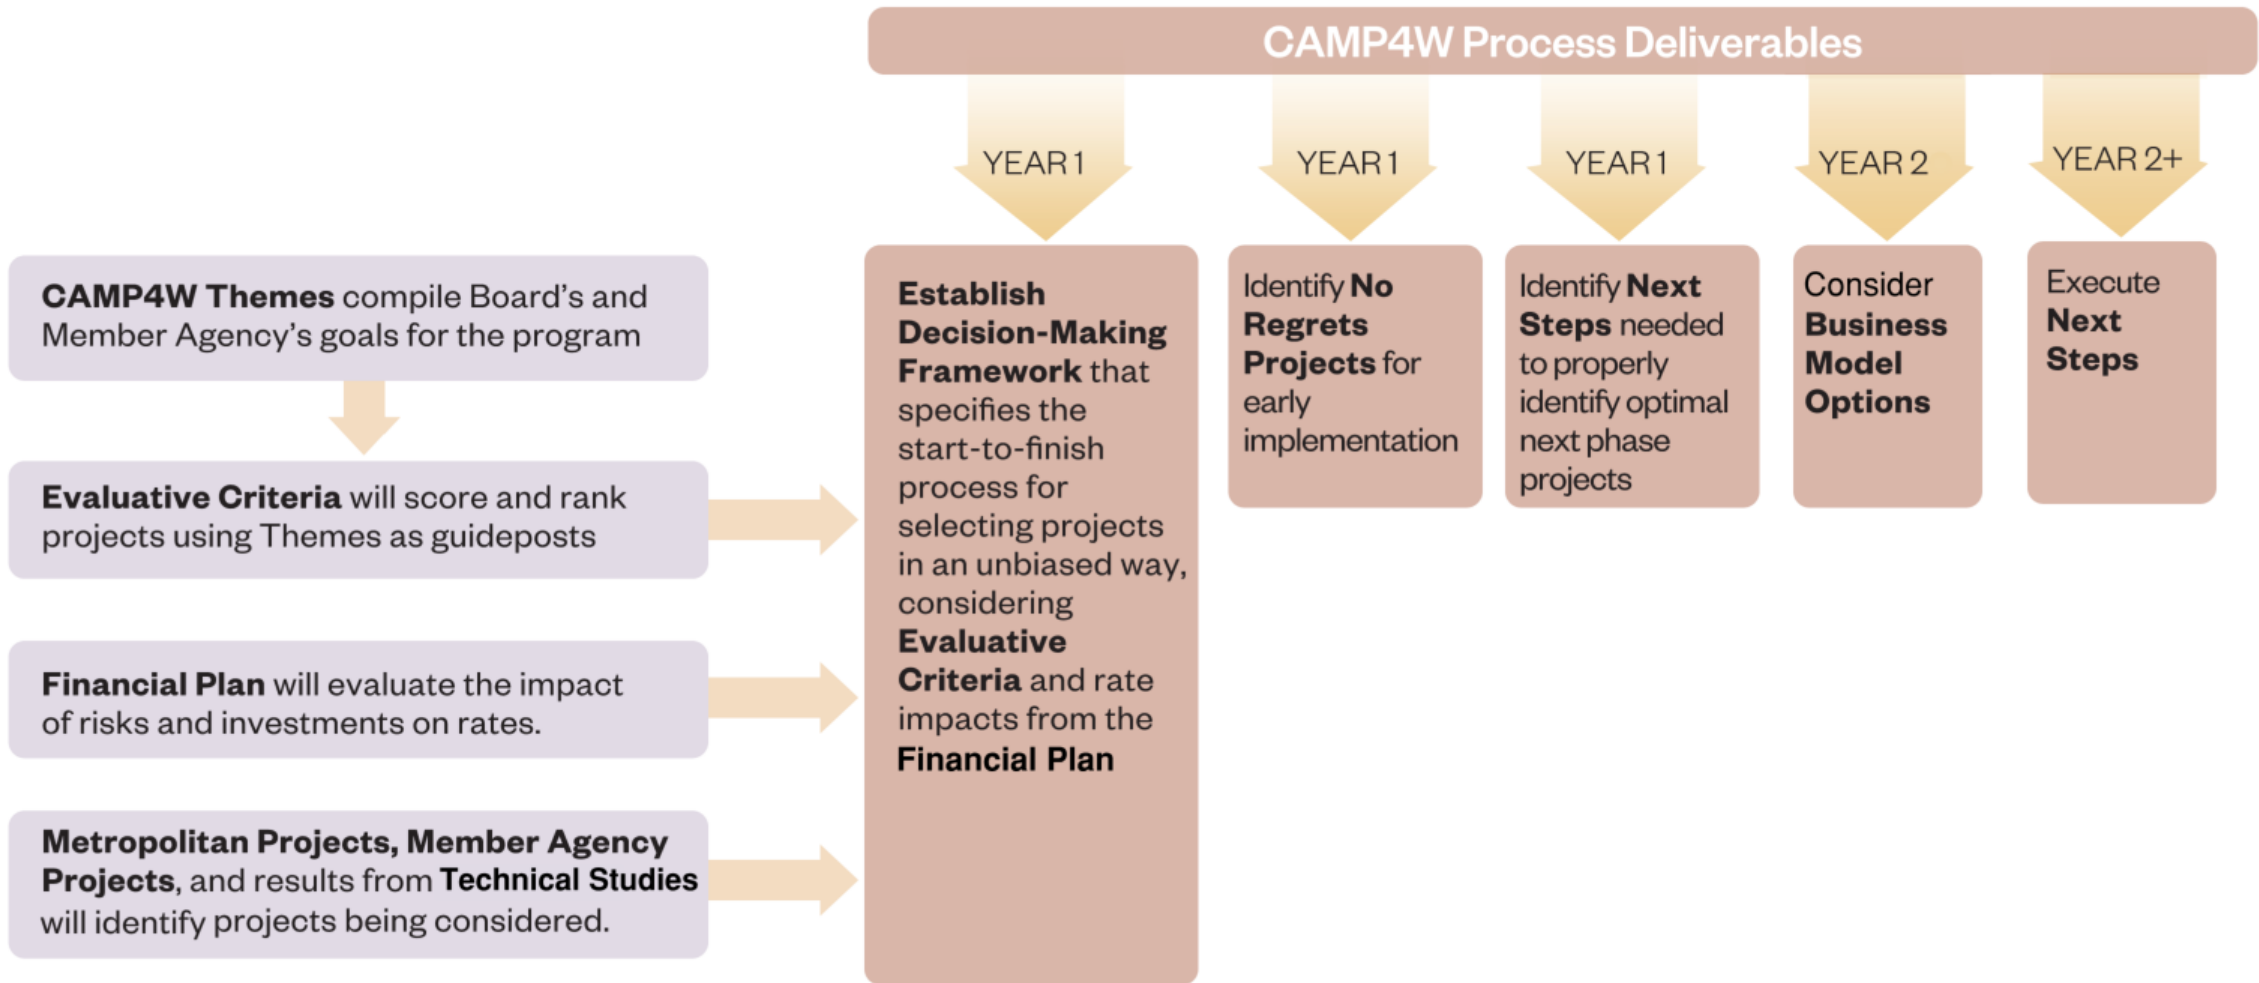 CAMP4W Process Deliverables
YEAR 1
YEAR 1
YEAR 1
YEAR 2
YEAR 2+
CAMP4W Themes compile Board’s and
Member Agency’s goals for the program
Evaluative Criteria will score and rank
projects using Themes as guideposts
Financial Plan will evaluate the impact
of risks and investments on rates.
Metropolitan Projects, Member Agency
Projects, and results from Technical Studies
will identify projects being considered.
Establish
Decision-Making
Framework that
specifies the
start-to-finish
process for
selecting projects
in an unbiased way,
considering
Evaluative
Criteria and rate
impacts from the
Financial Plan
Identify No
Regrets
Projects for
early
implementation
Identify Next
Steps needed
to properly
identify optimal
next phase
projects
Consider
Business
Model
Options
Execute
Next
Steps